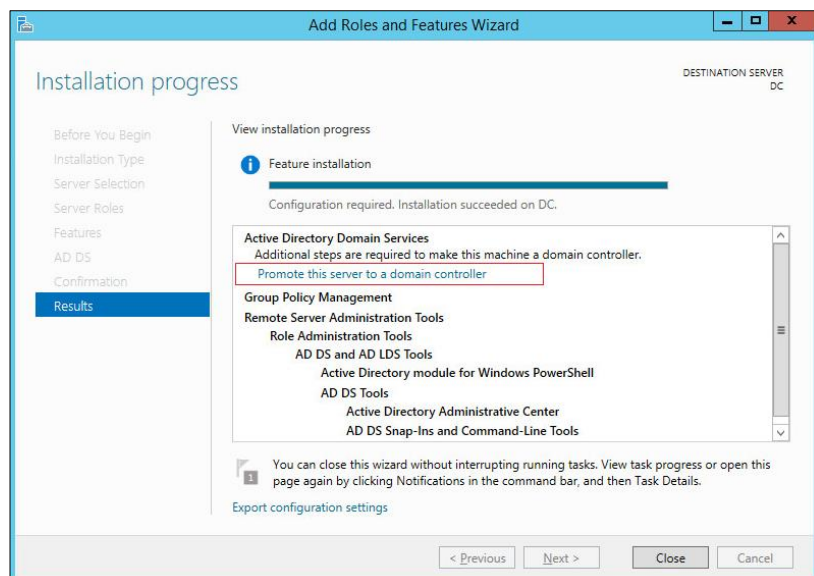 Add Roles and Features Wizard
Installation progress
DESTINATION SERVER
DC
Before You Begin
Installation Type
Server Selection
Server Roles
Features
AD DS
Confirmation
Results
View installation progress
Feature installation
Configuration required. Installation succeeded on DC.
Active Directory Domain Services
Additional steps are required to make this machine a domain controller.
Promote this server to a domain controller
Group Policy Management
Remote Server Administration Tools
Role Administration Tools
AD DS and AD LDS Tools
Active Directory module for Windows PowerShell
AD DS Tools
Active Directory Administrative Center
AD DS Snap-Ins and Command-Line Tools
1
You can close this wizard without interrupting running tasks. View task progress or open this
page again by clicking Notifications in the command bar, and then Task Details.
Export configuration settings
< Previous
Next >
Close
Cancel